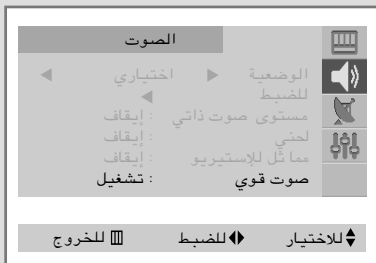 الصوت
الوضعية ◀ اختياري ▶
للضبط ◀
مستوى صوت ذاتي : إيقاف
لحني : إيقاف
مماثل للإستيريو : إيقاف
صوت قوي : تشغيل
للاختيار للضبط للخروج